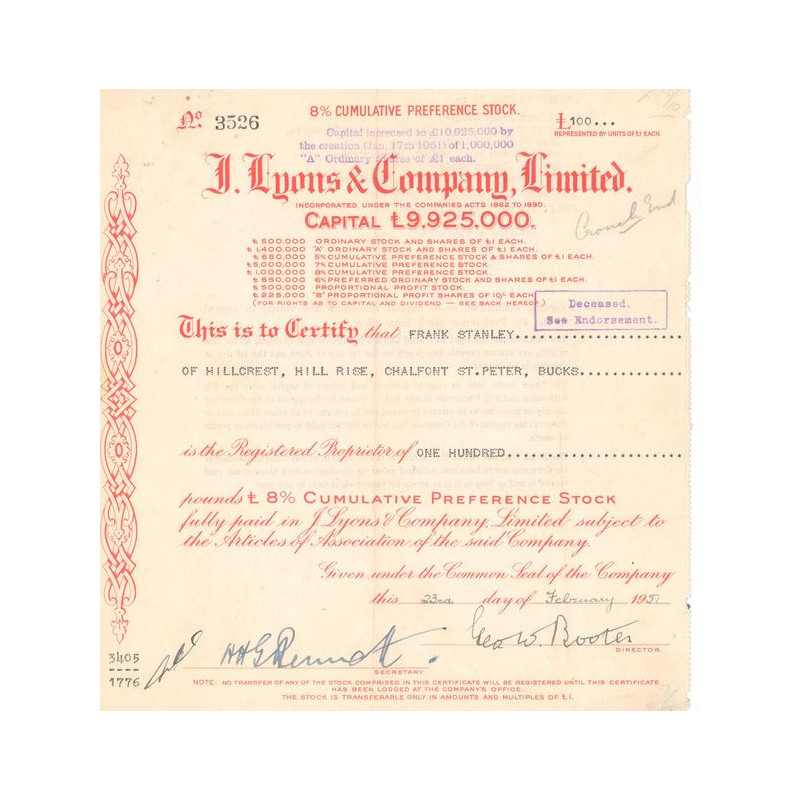 No 3526
8% CUMULATIVE PREFERENCE STOCK.
£100...
REPRESENTED BY UNITS OF £1 EACH.
Capital increased to £10,925,000 by
the creation (Jan. 17th 1951) of 1,000,000
"A" Ordinary Shares of £1 each.
J. Lyons & Company, Limited.
INCORPORATED UNDER THE COMPANIES ACTS 1862 TO 1890.
CAPITAL £9,925,000.
Crouch End
£500,000 ORDINARY STOCK AND SHARES OF £1 EACH.
£1,400,000 "A" ORDINARY STOCK AND SHARES OF £1 EACH.
£650,000 5% CUMULATIVE PREFERENCE STOCK & SHARES OF £1 EACH.
£5,000,000 7% CUMULATIVE PREFERENCE STOCK.
£1,000,000 8% CUMULATIVE PREFERENCE STOCK.
£650,000 6% PREFERRED ORDINARY STOCK AND SHARES OF £1 EACH.
£500,000 PROPORTIONAL PROFIT STOCK.
£225,000 "B" PROPORTIONAL PROFIT SHARES OF 10/- EACH
(FOR RIGHTS AS TO CAPITAL AND DIVIDEND — SEE BACK HEREOF)
Deceased.
See Endorsement.
This is to Certify that FRANK STANLEY
OF HILLCREST, HILL RISE, CHALFONT ST.PETER, BUCKS
is the Registered Proprietor of ONE HUNDRED
pounds £ 8% CUMULATIVE PREFERENCE STOCK
fully paid in J. Lyons & Company, Limited subject to
the Articles of Association of the said Company.
Given under the Common Seal of the Company
this 23rd day of February 1951
Geo W. Booter
DIRECTOR.
3405
1776
SECRETARY.
NOTE: NO TRANSFER OF ANY OF THE STOCK COMPRISED IN THIS CERTIFICATE WILL BE REGISTERED UNTIL THIS CERTIFICATE
HAS BEEN LODGED AT THE COMPANY'S OFFICE.
THE STOCK IS TRANSFERABLE ONLY IN AMOUNTS AND MULTIPLES OF £1.